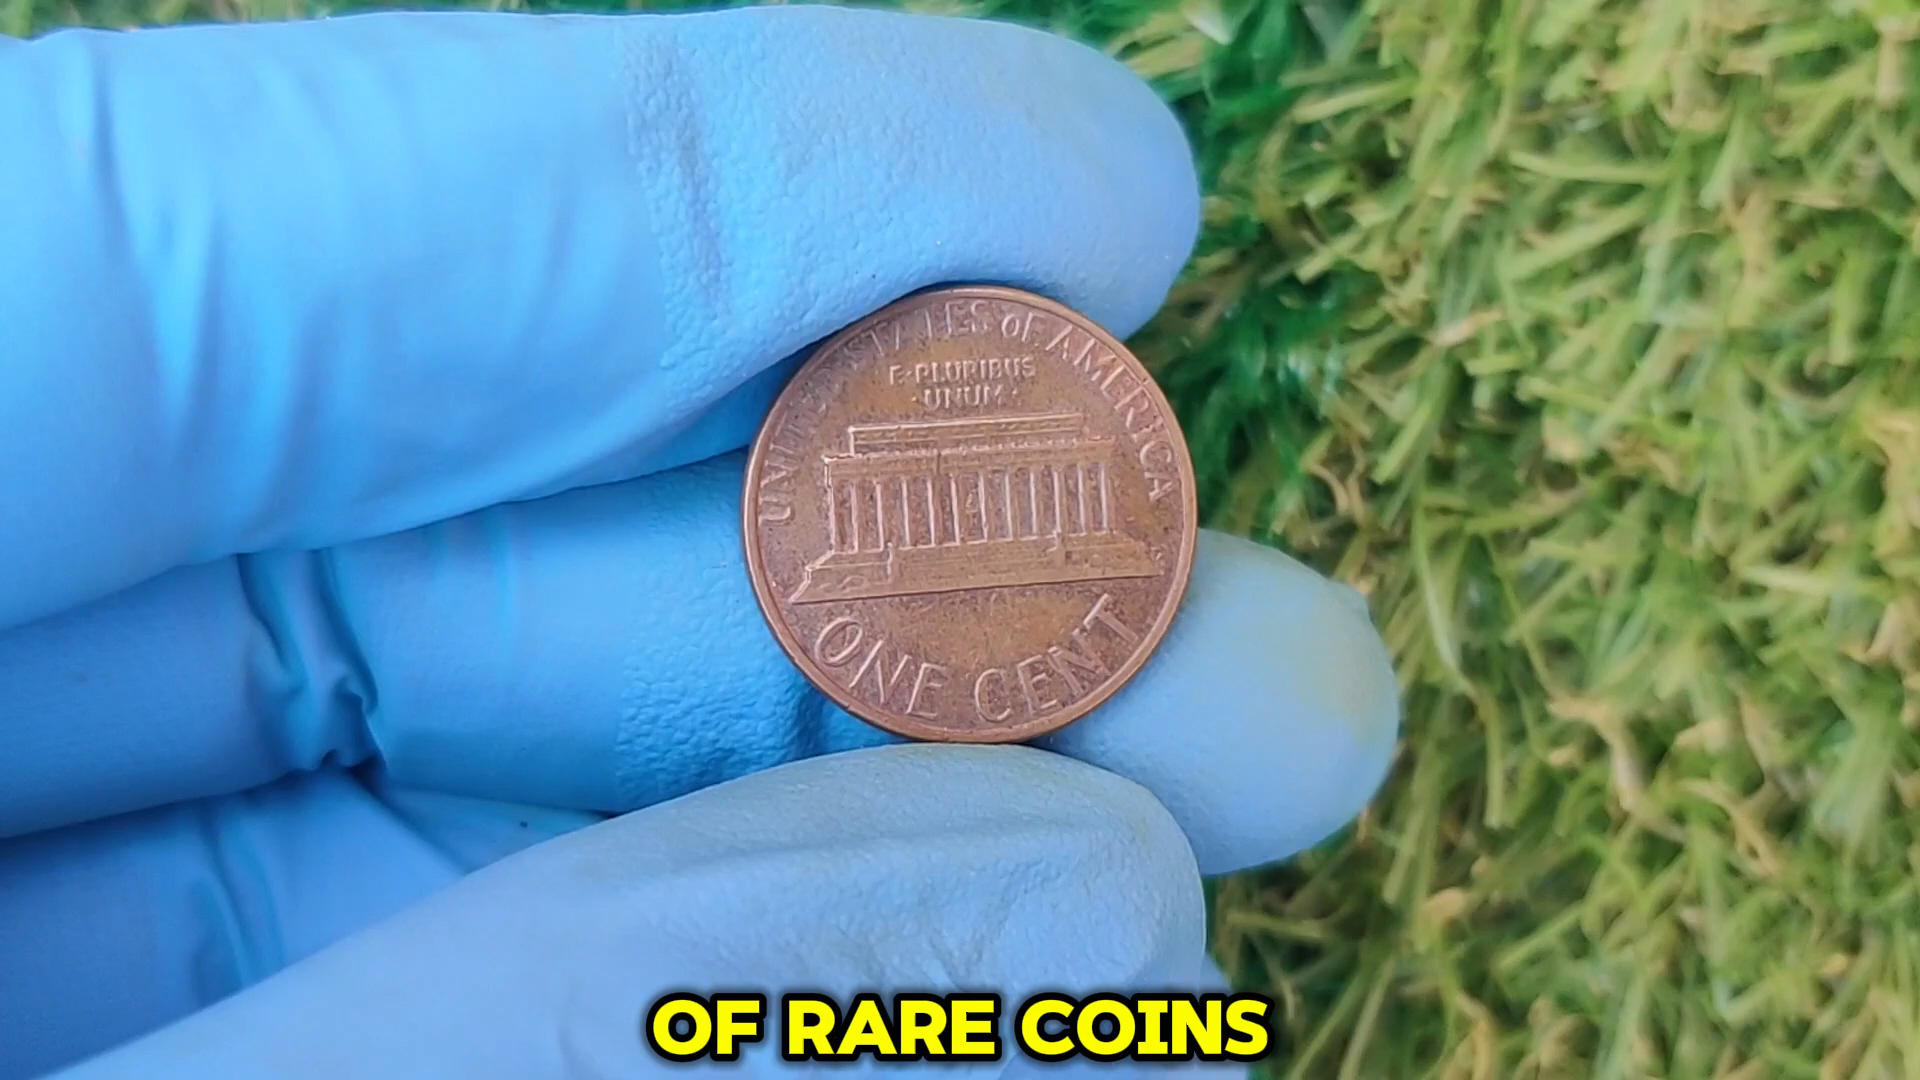 UNITED STATES OF AMERICA
E·PLURIBUS
·UNUM·
ONE CENT
OF RARE COINS